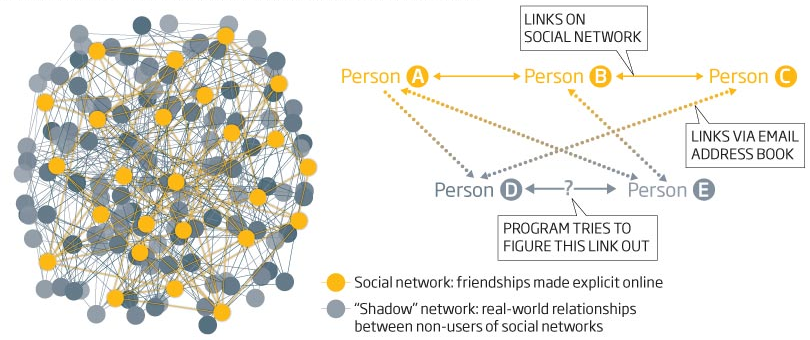 LINKS ON
SOCIAL NETWORK
Person A
Person B
Person C
LINKS VIA EMAIL
ADDRESS BOOK
Person D
?
Person E
PROGRAM TRIES TO
FIGURE THIS LINK OUT
Social network: friendships made explicit online
“Shadow” network: real-world relationships
between non-users of social networks